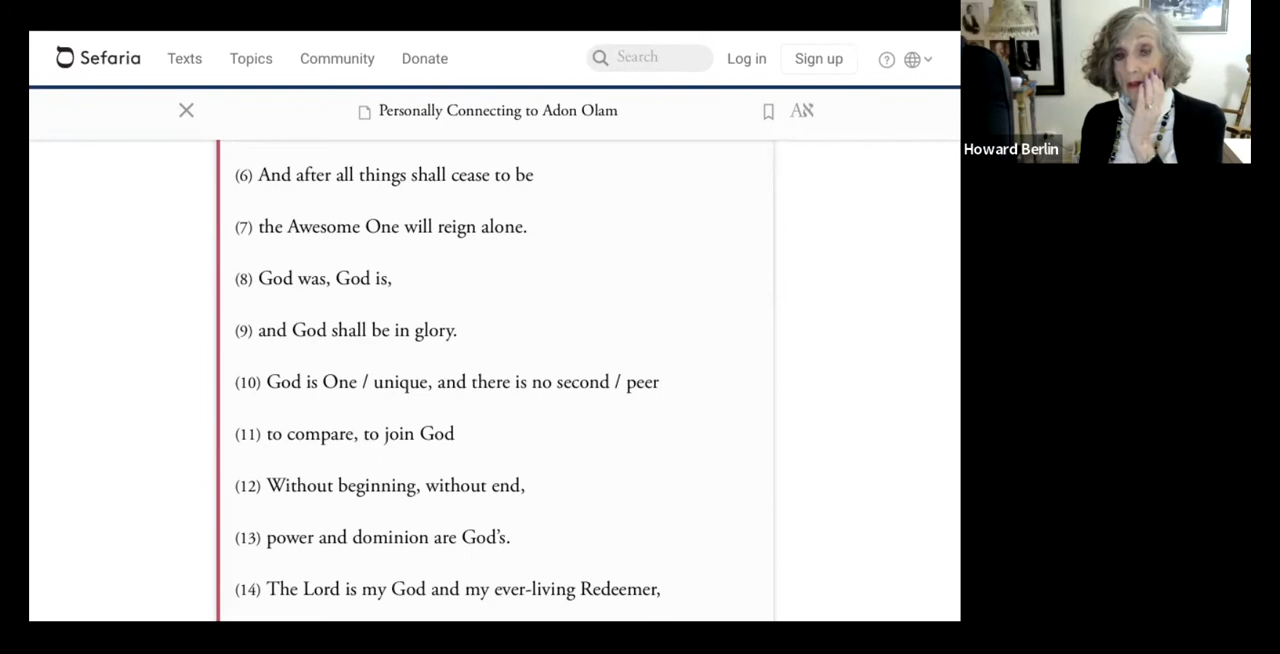 Sefaria Texts Topics Community Donate Search Log in Sign up
Personally Connecting to Adon Olam Aא
(6) And after all things shall cease to be
(7) the Awesome One will reign alone.
(8) God was, God is,
(9) and God shall be in glory.
(10) God is One / unique, and there is no second / peer
(11) to compare, to join God
(12) Without beginning, without end,
(13) power and dominion are God’s.
(14) The Lord is my God and my ever-living Redeemer,
Howard Berlin